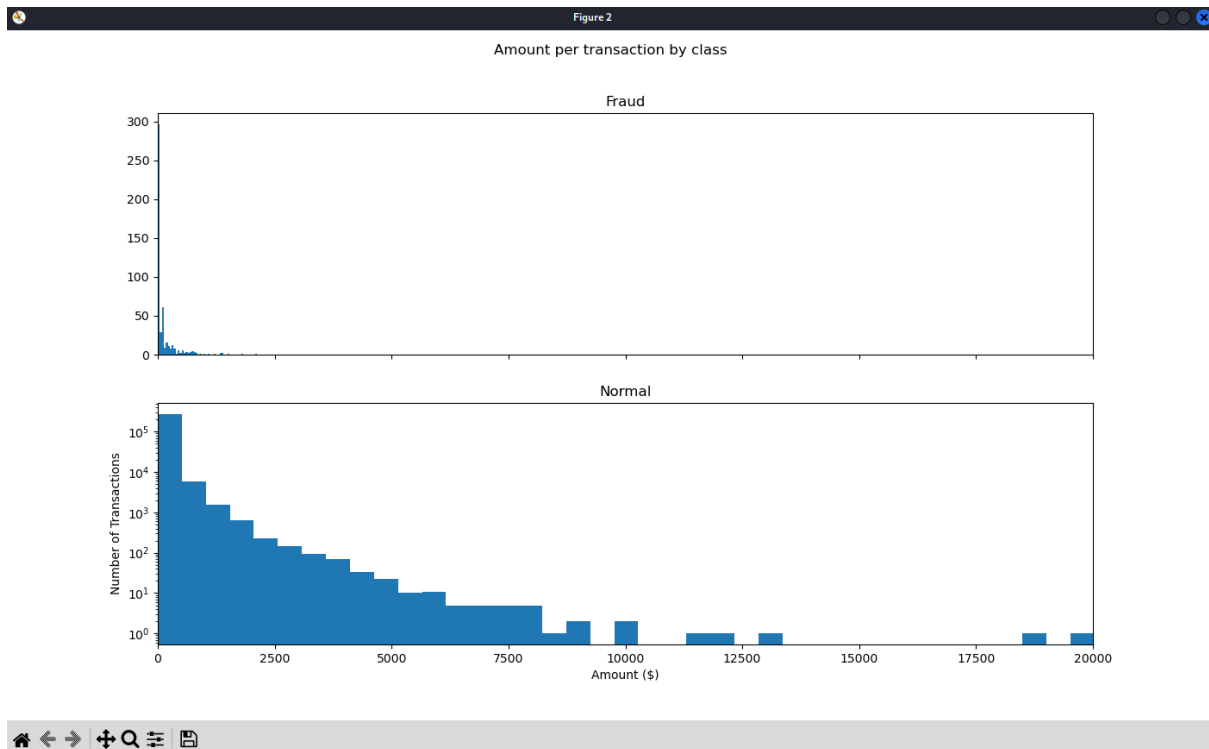 Figure 2
Amount per transaction by class
Fraud
300
250
200
150
100
50
0
Normal
Number of Transactions
10^5
10^4
10^3
10^2
10^1
10^0
0 2500 5000 7500 10000 12500 15000 17500 20000
Amount ($)